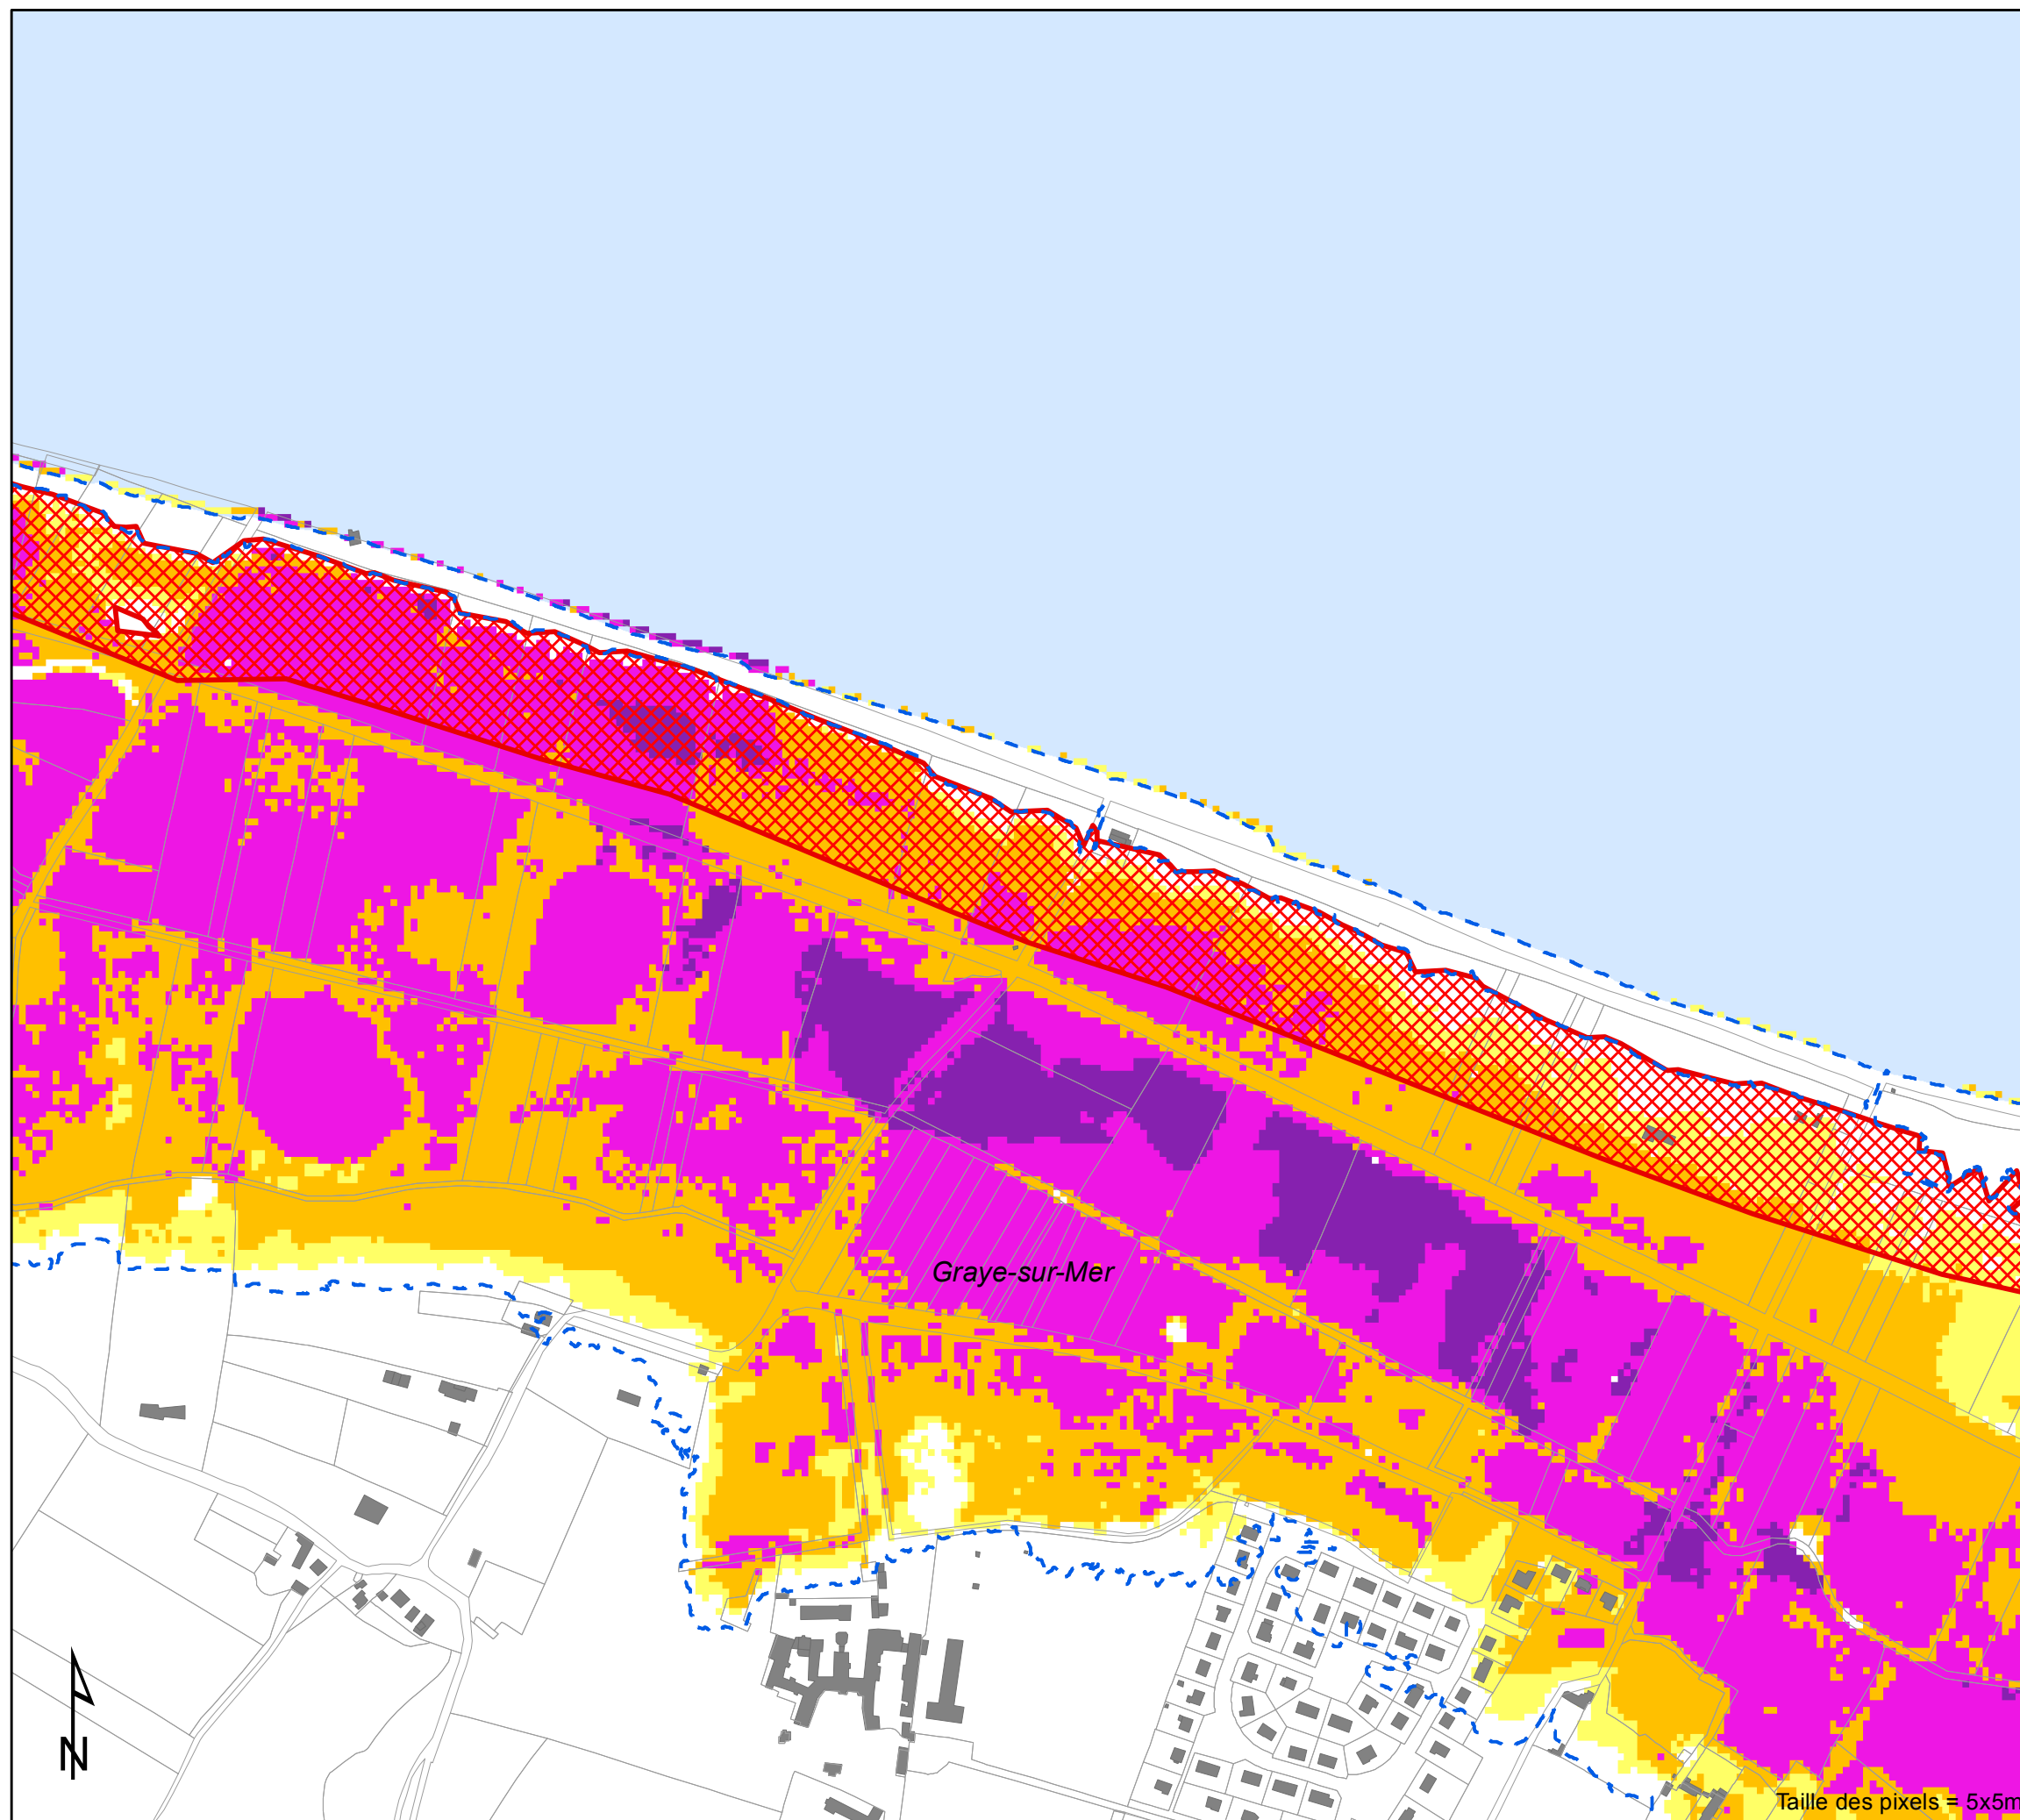 Graye-sur-Mer
N
Taille des pixels = 5x5m